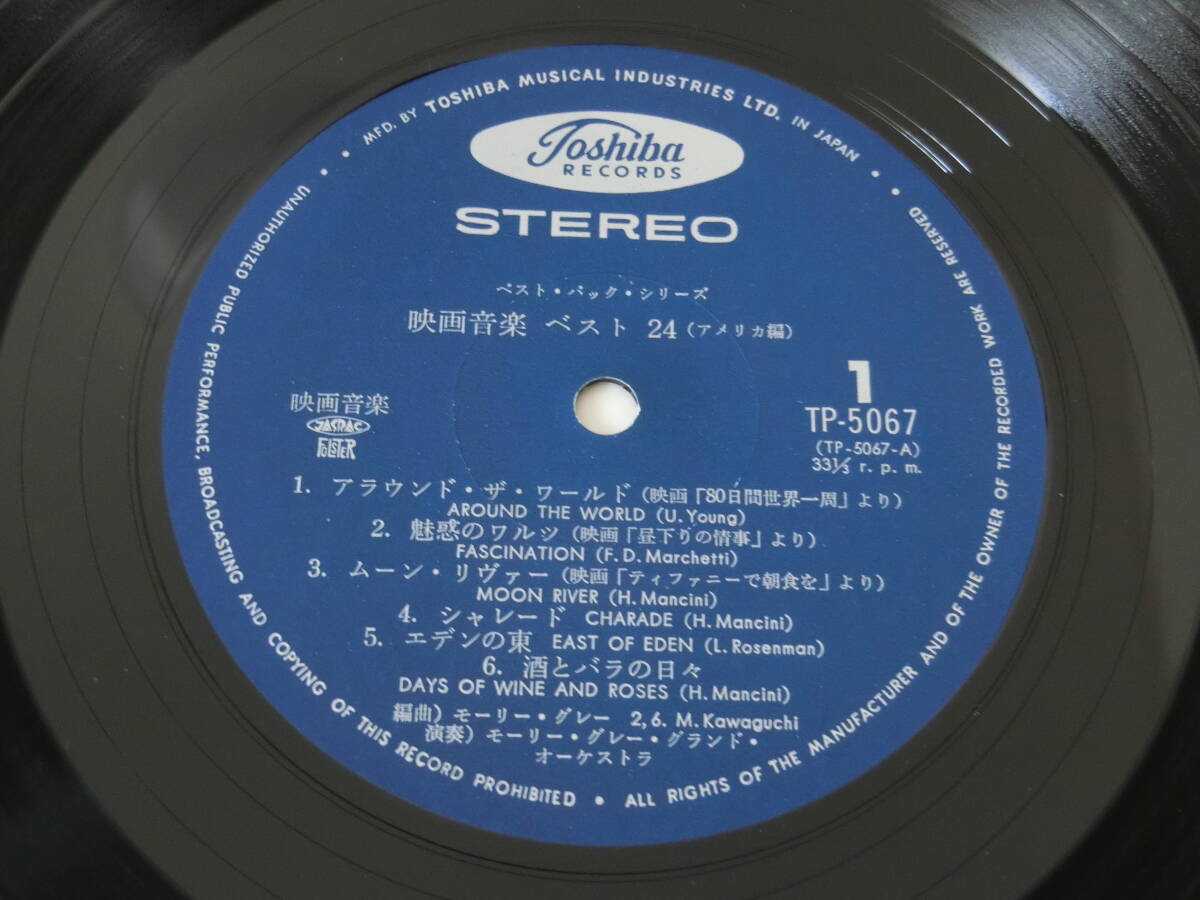 MFD. BY TOSHIBA MUSICAL INDUSTRIES LTD. IN JAPAN
Toshiba
RECORDS
STEREO
ベスト・パック・シリーズ
映画音楽 ベスト 24 (アメリカ編)
映画音楽
JASRAC
FOLSTER
1
TP-5067
(TP-5067-A)
33⅓ r. p. m.
1. アラウンド・ザ・ワールド (映画「80日間世界一周」より)
AROUND THE WORLD (U. Young)
2. 魅惑のワルツ (映画「昼下りの情事」より)
FASCINATION (F. D. Marchetti)
3. ムーン・リヴァー (映画「ティファニーで朝食を」より)
MOON RIVER (H. Mancini)
4. シャレード CHARADE (H. Mancini)
5. エデンの東 EAST OF EDEN (L. Rosenman)
6. 酒とバラの日々
DAYS OF WINE AND ROSES (H. Mancini)
編曲) モーリー・グレー 2, 6. M. Kawaguchi
演奏) モーリー・グレー・グランド・
オーケストラ
UNAUTHORIZED PUBLIC PERFORMANCE, BROADCASTING AND COPYING OF THIS RECORD PROHIBITED • ALL RIGHTS OF THE MANUFACTURER AND OF THE OWNER OF THE RECORDED WORK ARE RESERVED